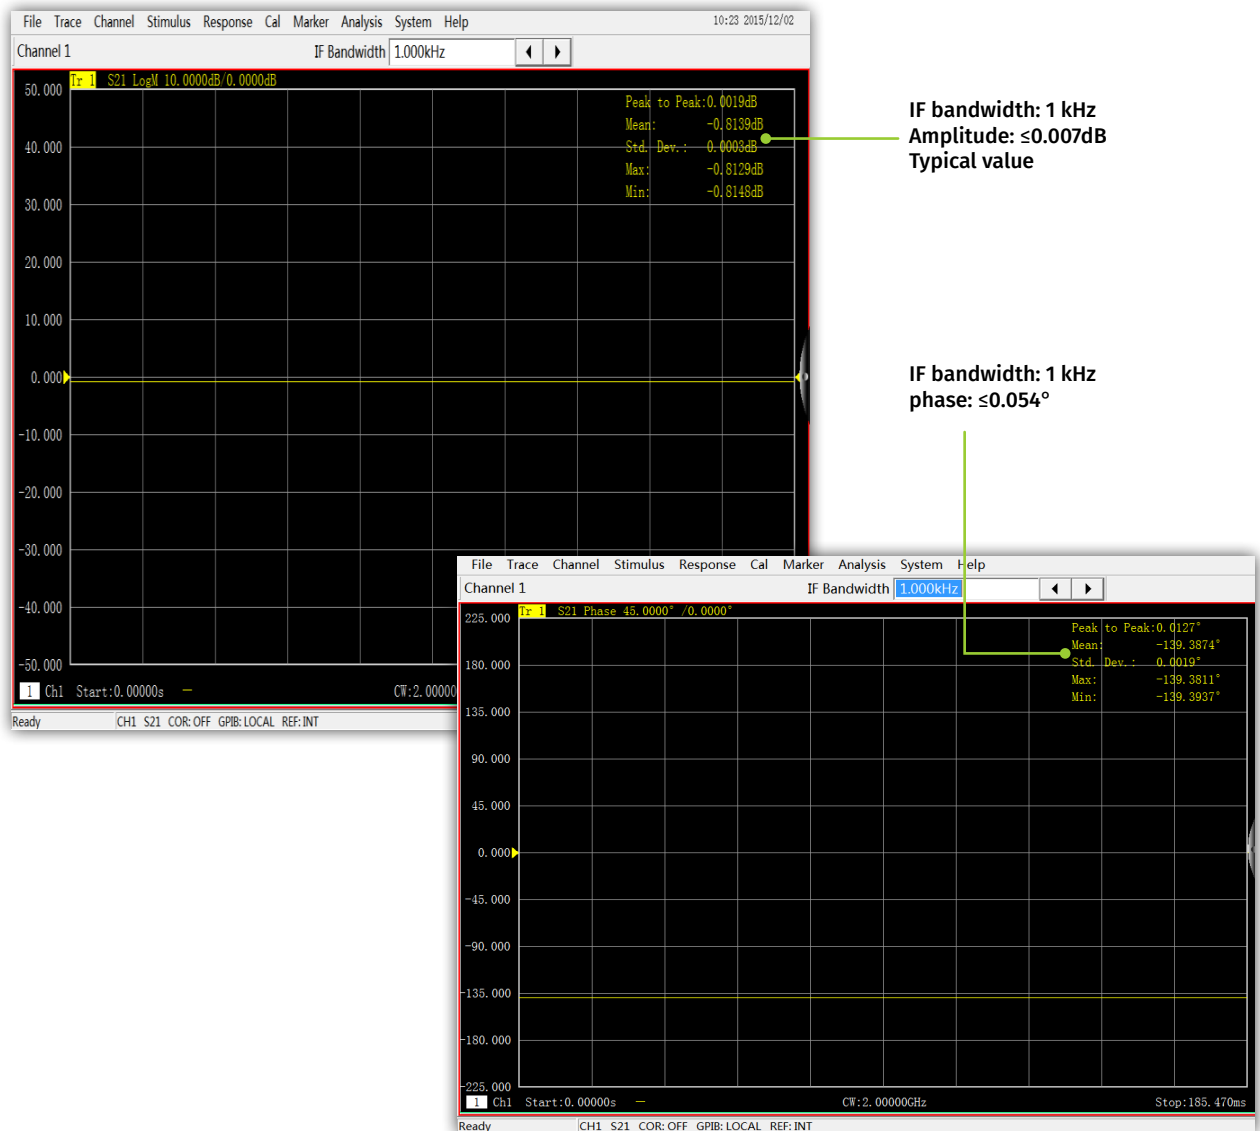 File Trace Channel Stimulus Response Cal Marker Analysis System Help 10:23 2015/12/02
Channel 1 IF Bandwidth 1.000kHz
Tr 1 S21 LogM 10.0000dB/0.0000dB
50.000
Peak to Peak:0.0019dB
Mean: -0.8139dB
Std. Dev.: 0.0003dB
Max: -0.8129dB
Min: -0.8148dB
40.000
30.000
20.000
10.000
0.000
-10.000
-20.000
-30.000
-40.000
-50.000
1 Ch1 Start:0.00000s — CW:2.00000
Ready CH1 S21 COR: OFF GPIB: LOCAL REF: INT
IF bandwidth: 1 kHz
Amplitude: ≤0.007dB
Typical value
IF bandwidth: 1 kHz
phase: ≤0.054°
File Trace Channel Stimulus Response Cal Marker Analysis System Help
Channel 1 IF Bandwidth 1.000kHz
Tr 1 S21 Phase 45.0000° /0.0000°
225.000
Peak to Peak:0.0127°
Mean: -139.3874°
Std. Dev.: 0.0019°
Max: -139.3811°
Min: -139.3937°
180.000
135.000
90.000
45.000
0.000
-45.000
-90.000
-135.000
-180.000
-225.000
1 Ch1 Start:0.00000s — CW:2.00000GHz Stop:185.470ms
Ready CH1 S21 COR: OFF GPIB: LOCAL REF: INT